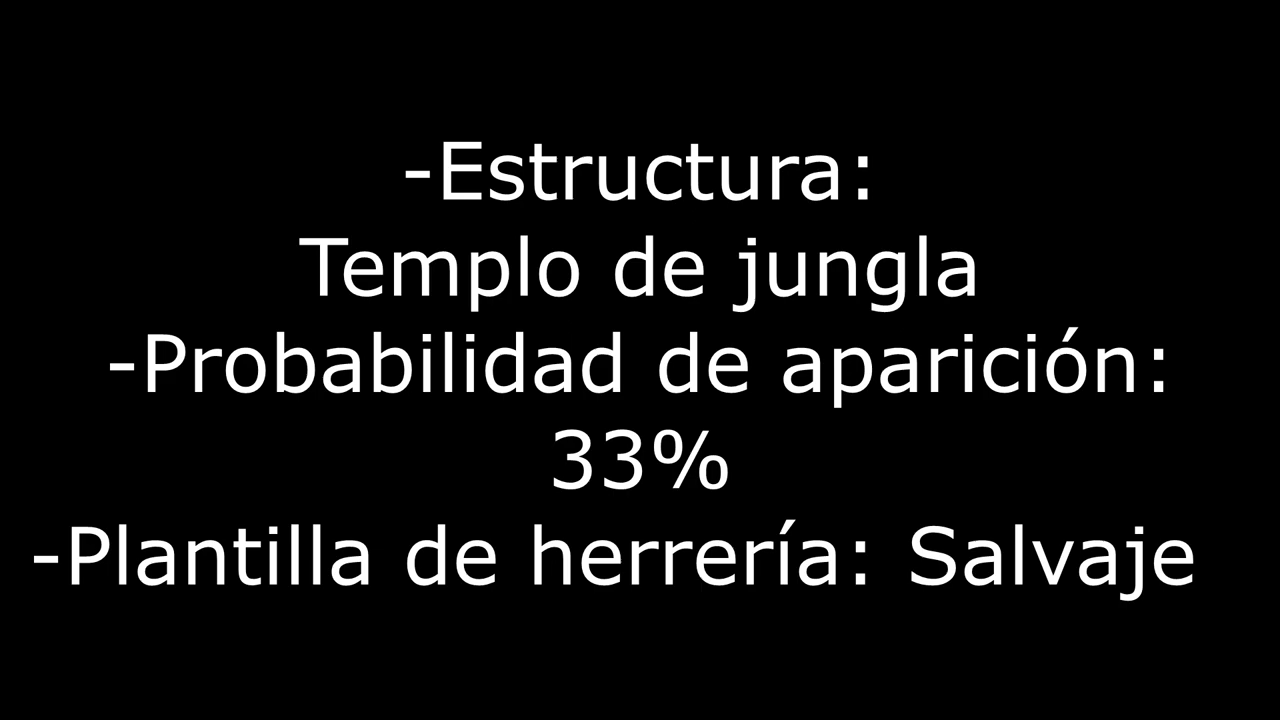 -Estructura:
Templo de jungla
-Probabilidad de aparición:
33%
-Plantilla de herrería: Salvaje